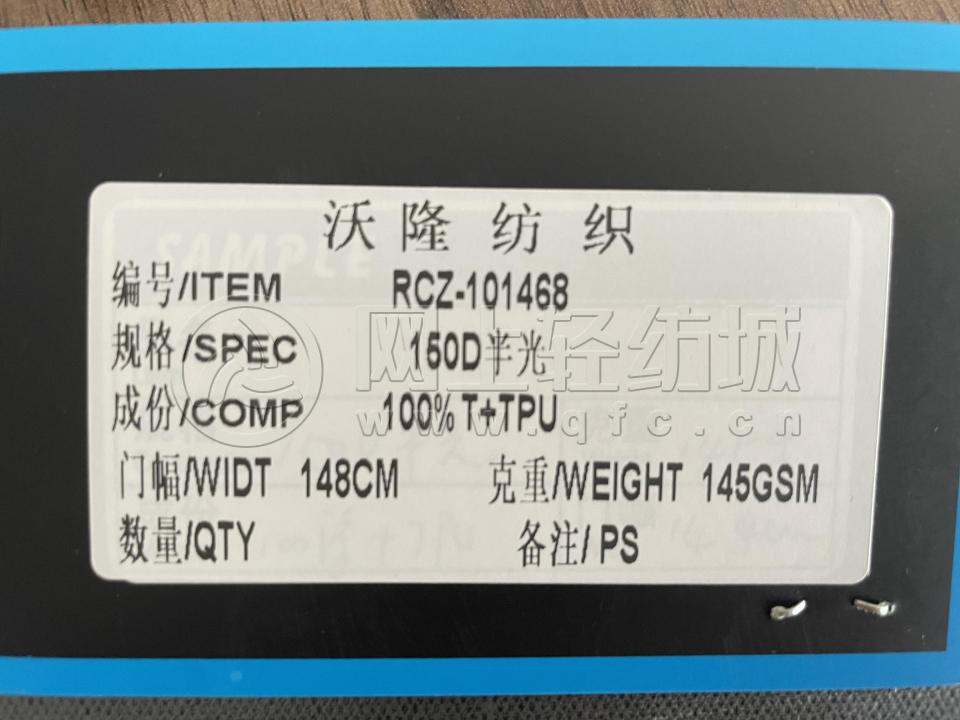 沃隆纺织
SAMPLE
编号/ITEM RCZ-101468
规格/SPEC 150D半光
成份/COMP 100% T+TPU
门幅/WIDT 148CM 克重/WEIGHT 145GSM
数量/QTY 备注/PS
网上轻纺城
www.qfc.cn